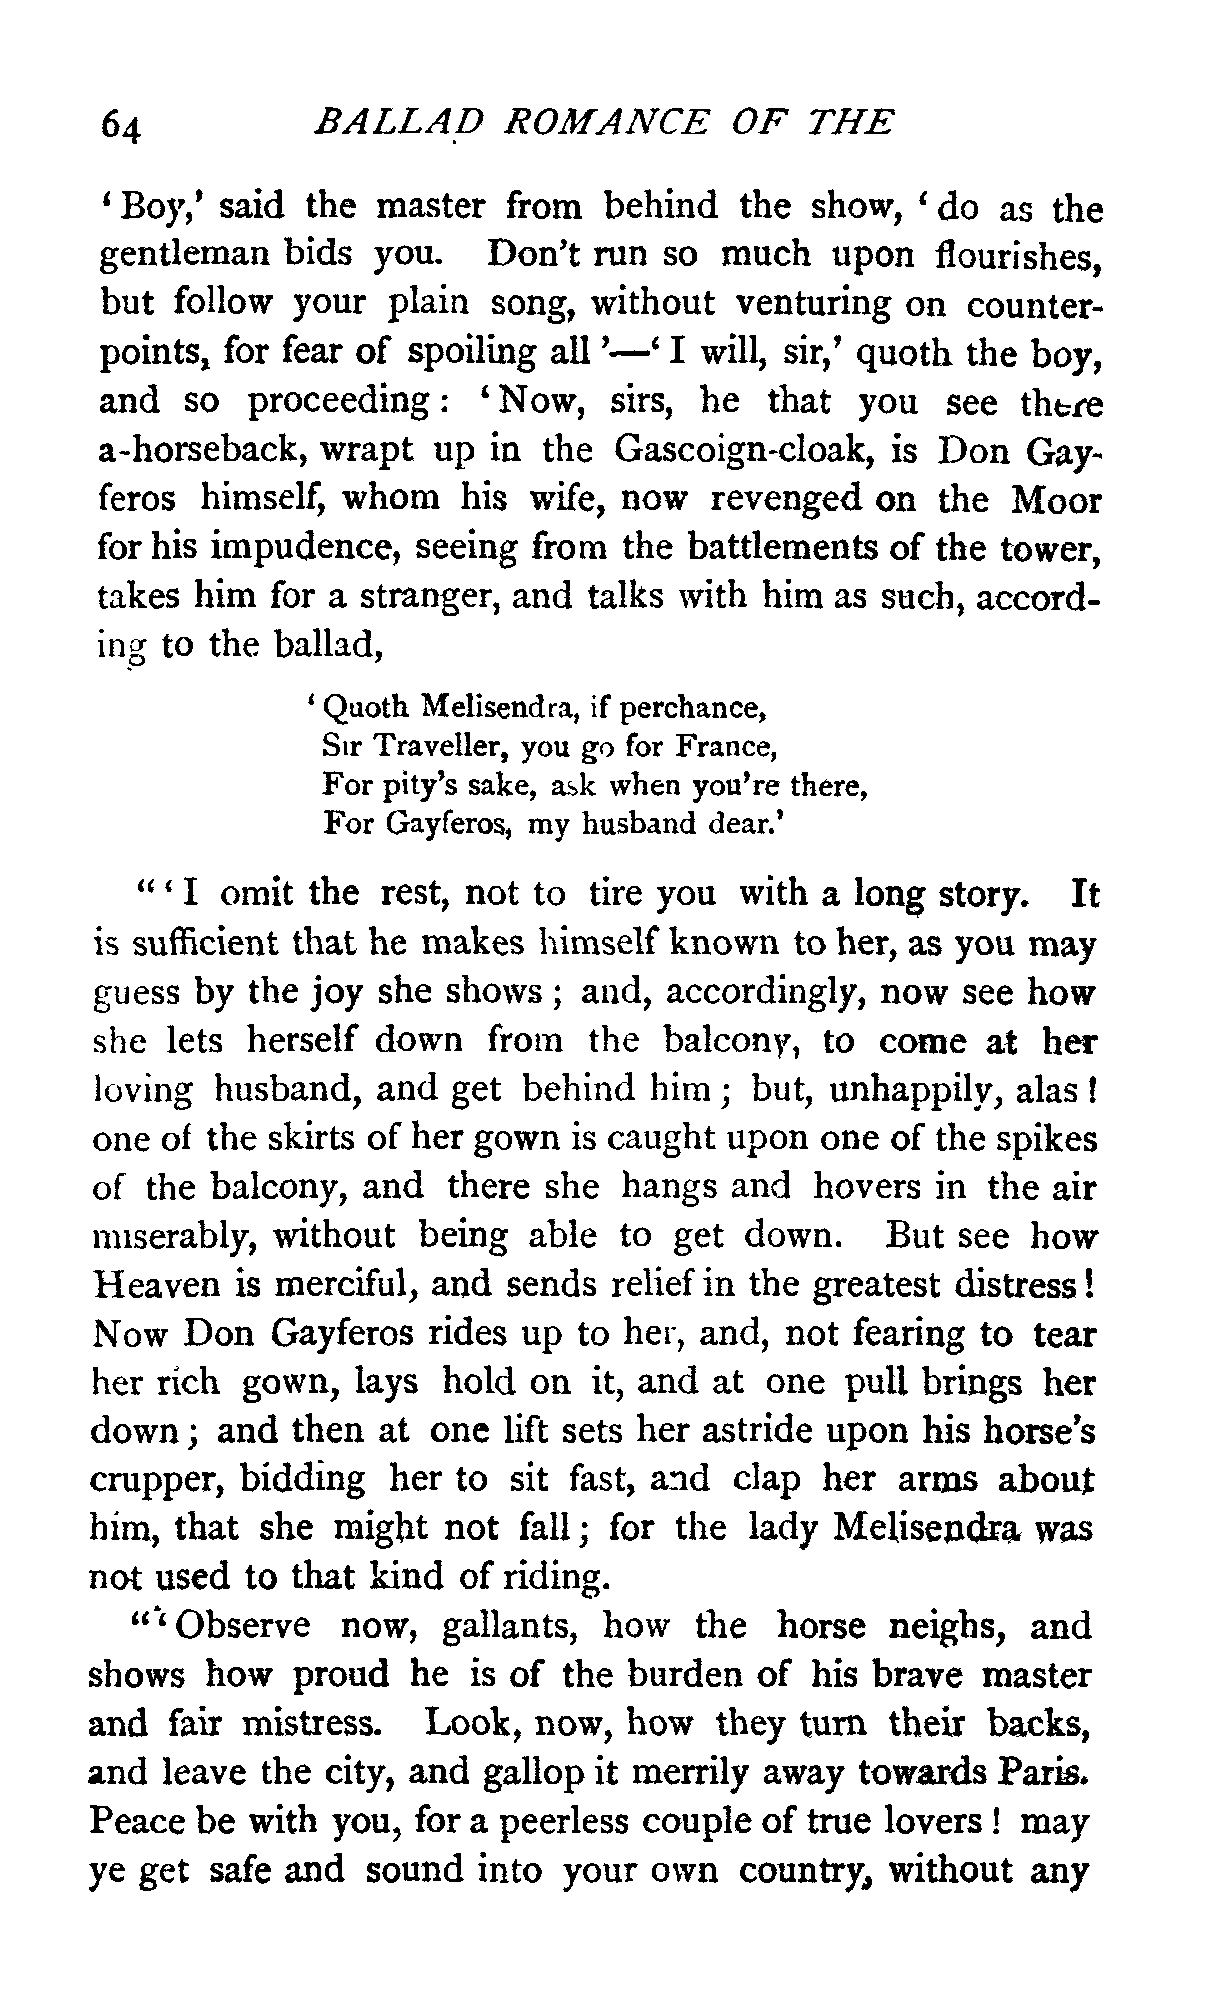 64 BALLAD ROMANCE OF THE
‘Boy,’ said the master from behind the show, ‘do as the
gentleman bids you. Don't run so much upon flourishes,
but follow your plain song, without venturing on counter-
points, for fear of spoiling all’—‘I will, sir,’ quoth the boy,
and so proceeding: ‘Now, sirs, he that you see there
a-horseback, wrapt up in the Gascoign-cloak, is Don Gay-
feros himself, whom his wife, now revenged on the Moor
for his impudence, seeing from the battlements of the tower,
takes him for a stranger, and talks with him as such, accord-
ing to the ballad,
‘Quoth Melisendra, if perchance,
Sir Traveller, you go for France,
For pity's sake, ask when you're there,
For Gayferos, my husband dear.’
“‘I omit the rest, not to tire you with a long story. It
is sufficient that he makes himself known to her, as you may
guess by the joy she shows; and, accordingly, now see how
she lets herself down from the balcony, to come at her
loving husband, and get behind him; but, unhappily, alas!
one of the skirts of her gown is caught upon one of the spikes
of the balcony, and there she hangs and hovers in the air
miserably, without being able to get down. But see how
Heaven is merciful, and sends relief in the greatest distress!
Now Don Gayferos rides up to her, and, not fearing to tear
her rich gown, lays hold on it, and at one pull brings her
down; and then at one lift sets her astride upon his horse's
crupper, bidding her to sit fast, and clap her arms about
him, that she might not fall; for the lady Melisendra was
not used to that kind of riding.
“‘Observe now, gallants, how the horse neighs, and
shows how proud he is of the burden of his brave master
and fair mistress. Look, now, how they turn their backs,
and leave the city, and gallop it merrily away towards Paris.
Peace be with you, for a peerless couple of true lovers! may
ye get safe and sound into your own country, without any